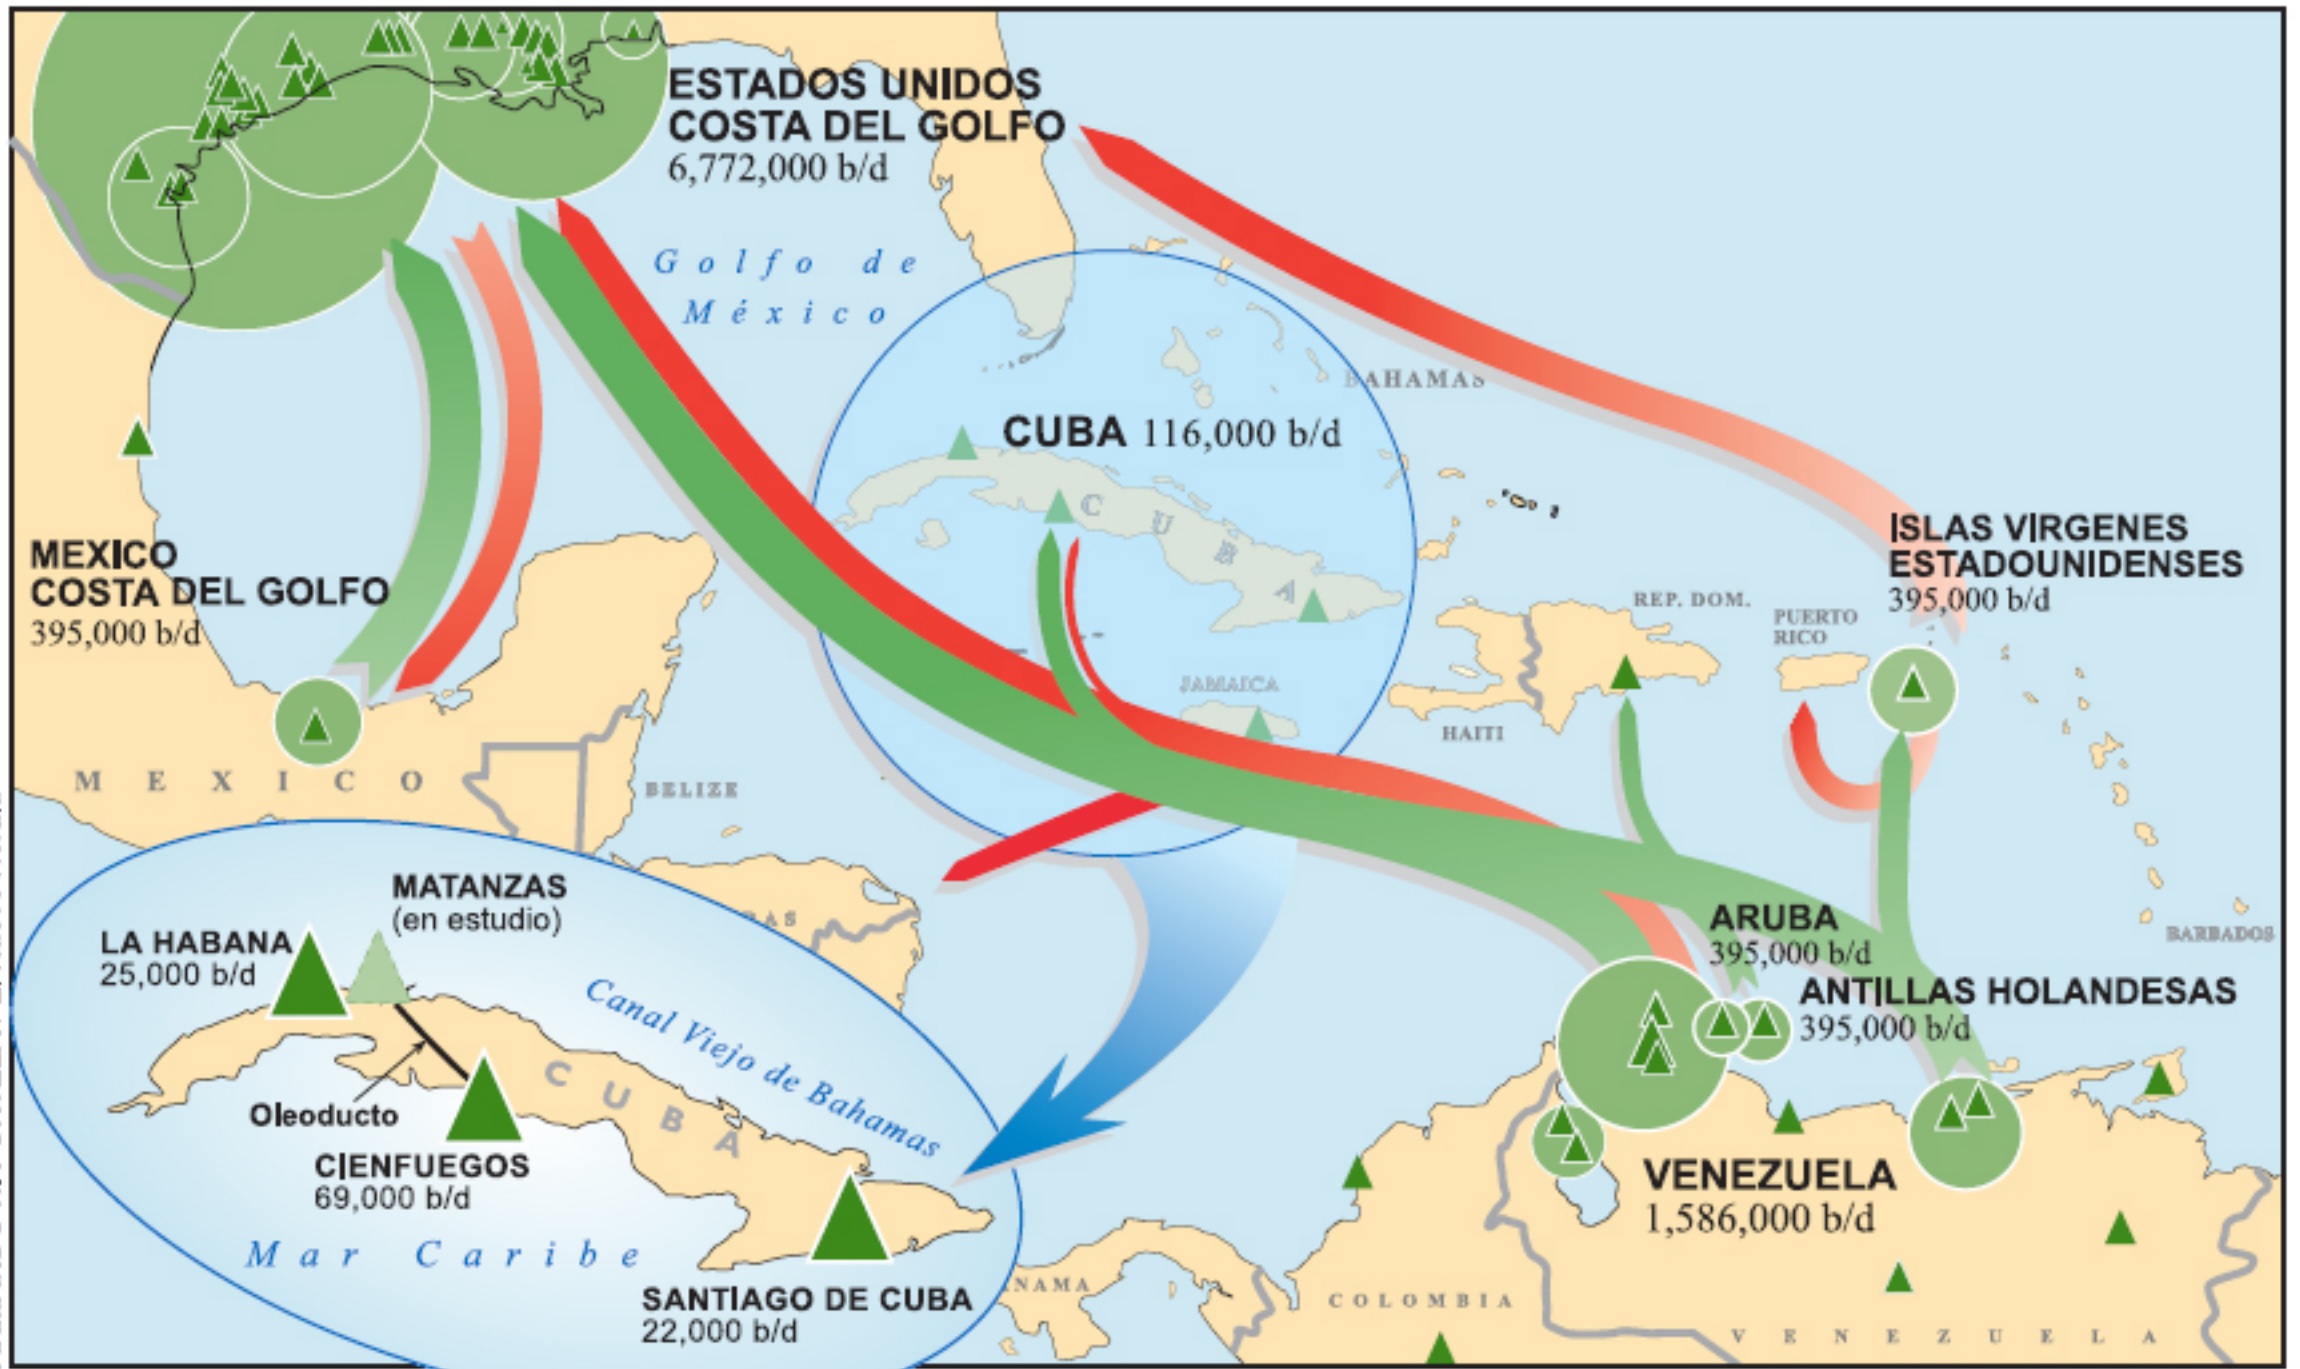 ESTADOS UNIDOS
COSTA DEL GOLFO
6,772,000 b/d
Golfo de
México
BAHAMAS
CUBA 116,000 b/d
CUBA
MEXICO
COSTA DEL GOLFO
395,000 b/d
ISLAS VIRGENES
ESTADOUNIDENSES
395,000 b/d
REP. DOM.
PUERTO
RICO
JAMAICA
HAITI
MEXICO
BELIZE
MATANZAS
(en estudio)
LA HABANA
25,000 b/d
ARUBA
395,000 b/d
BARBADOS
ANTILLAS HOLANDESAS
395,000 b/d
Canal Viejo de Bahamas
CUBA
Oleoducto
CIENFUEGOS
69,000 b/d
VENEZUELA
1,586,000 b/d
Mar Caribe
SANTIAGO DE CUBA
22,000 b/d
NAMA
COLOMBIA
VENEZUELA